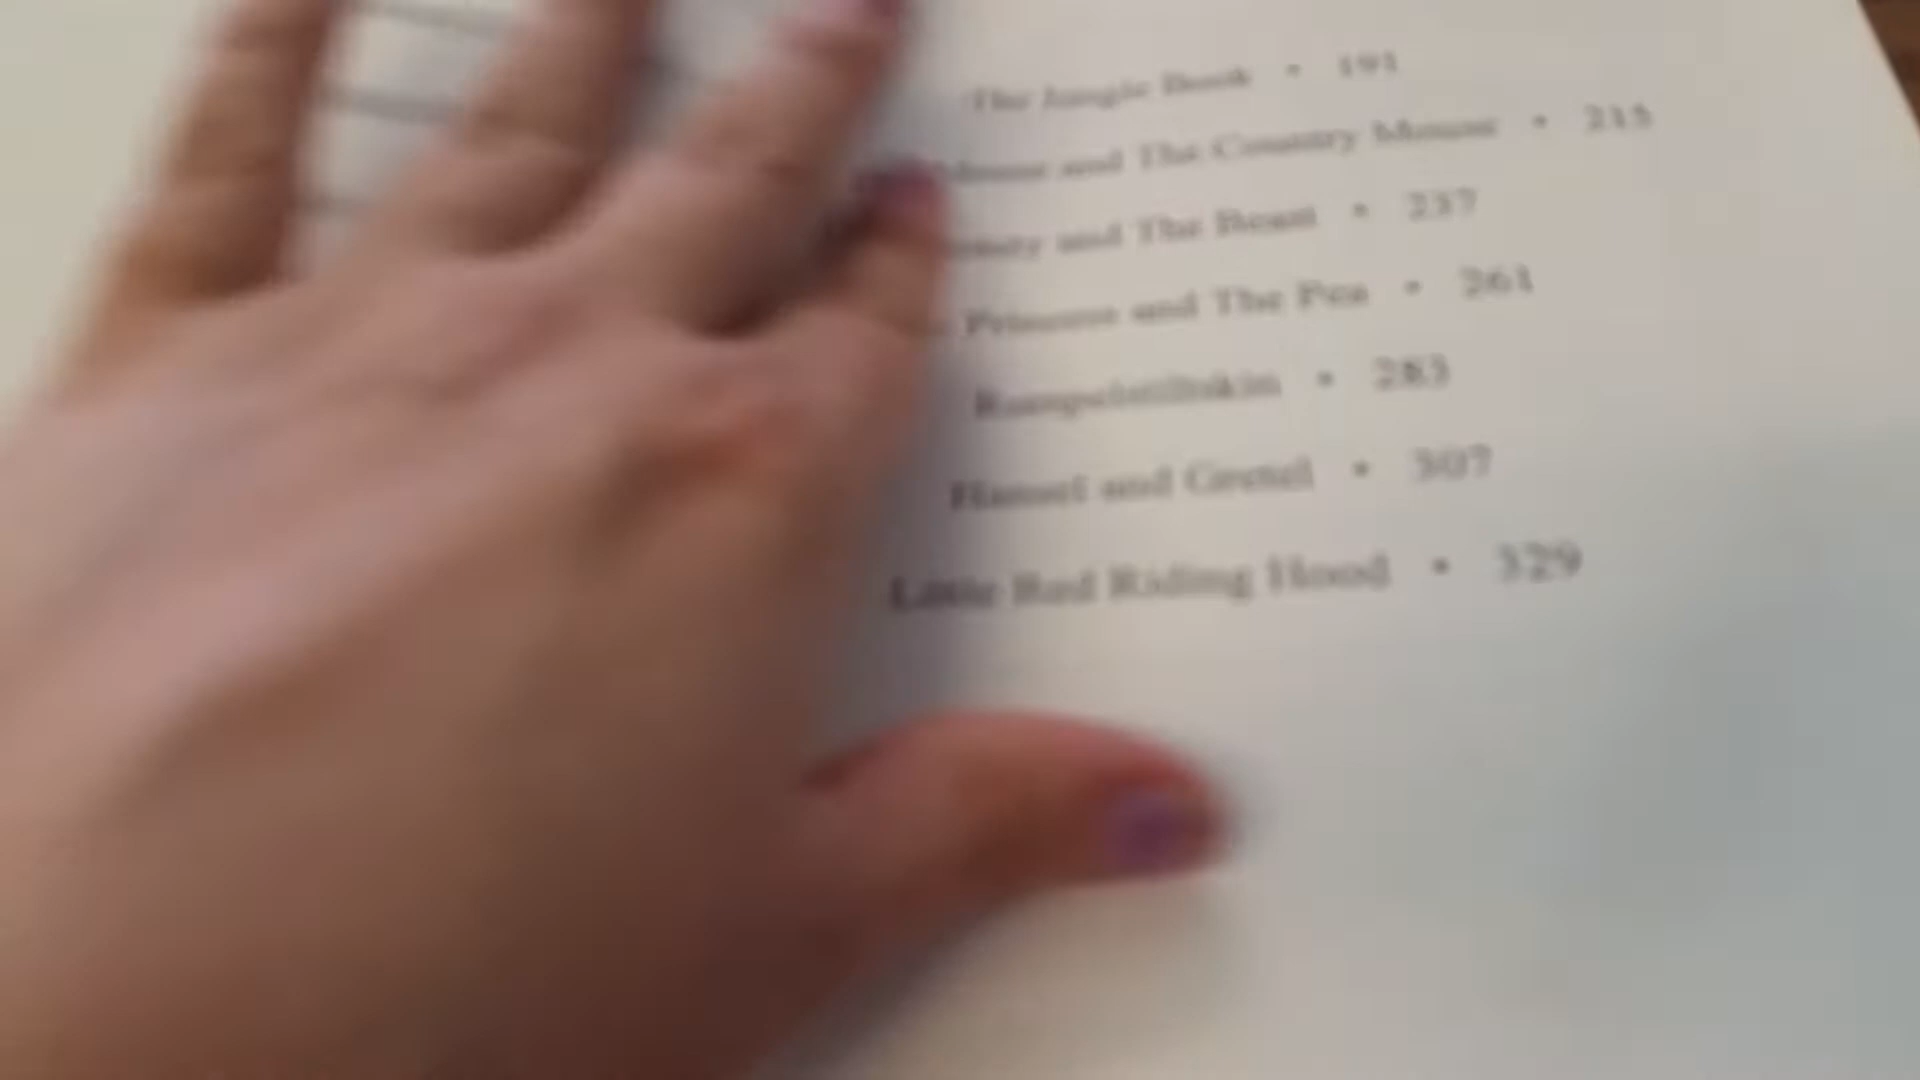 The Jungle Book • 191
Mouse and The Country Mouse • 215
and The Beast • 237
Princess and The Pea • 261
Rumpelstiltskin • 283
Hansel and Gretel • 307
Little Red Riding Hood • 329